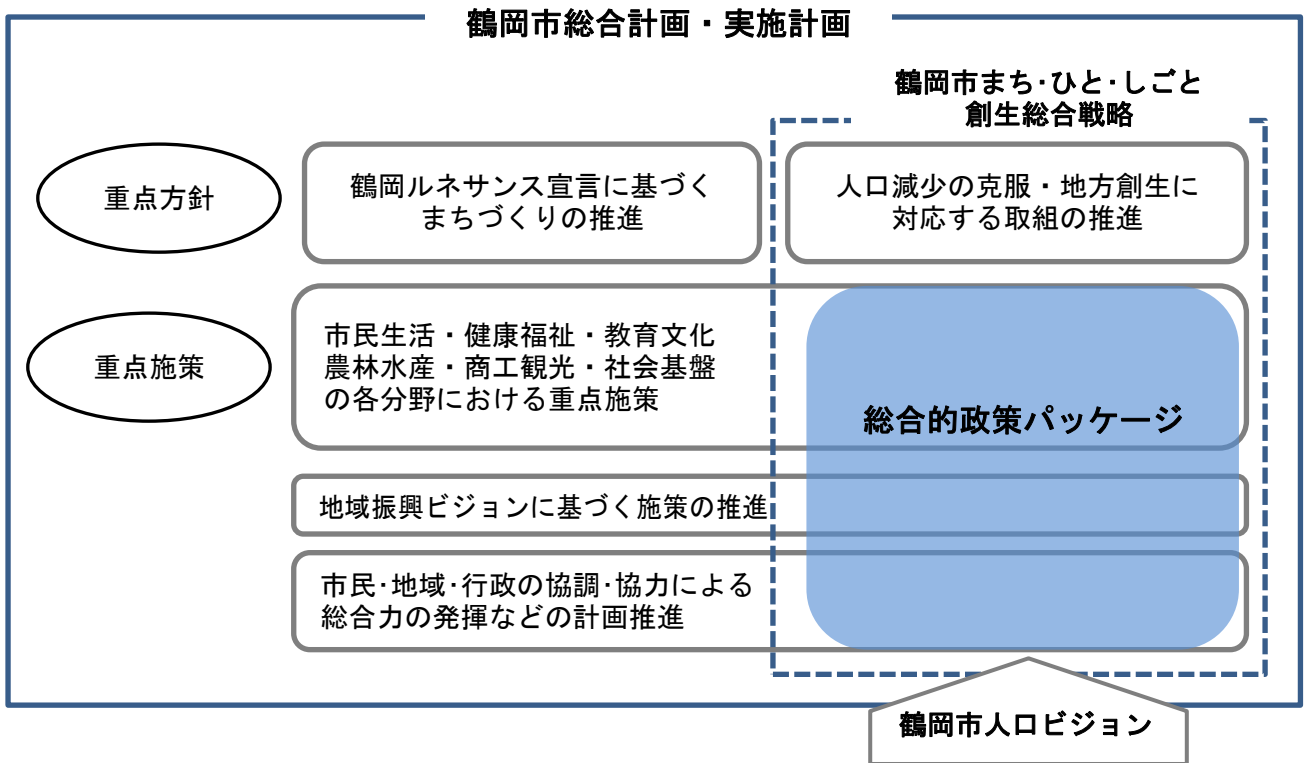 鶴岡市総合計画・実施計画
鶴岡市まち･ひと･しごと
創生総合戦略
重点方針
鶴岡ルネサンス宣言に基づく
まちづくりの推進
人口減少の克服・地方創生に
対応する取組の推進
重点施策
市民生活・健康福祉・教育文化
農林水産・商工観光・社会基盤
の各分野における重点施策
総合的政策パッケージ
地域振興ビジョンに基づく施策の推進
市民･地域･行政の協調･協力による
総合力の発揮などの計画推進
鶴岡市人口ビジョン